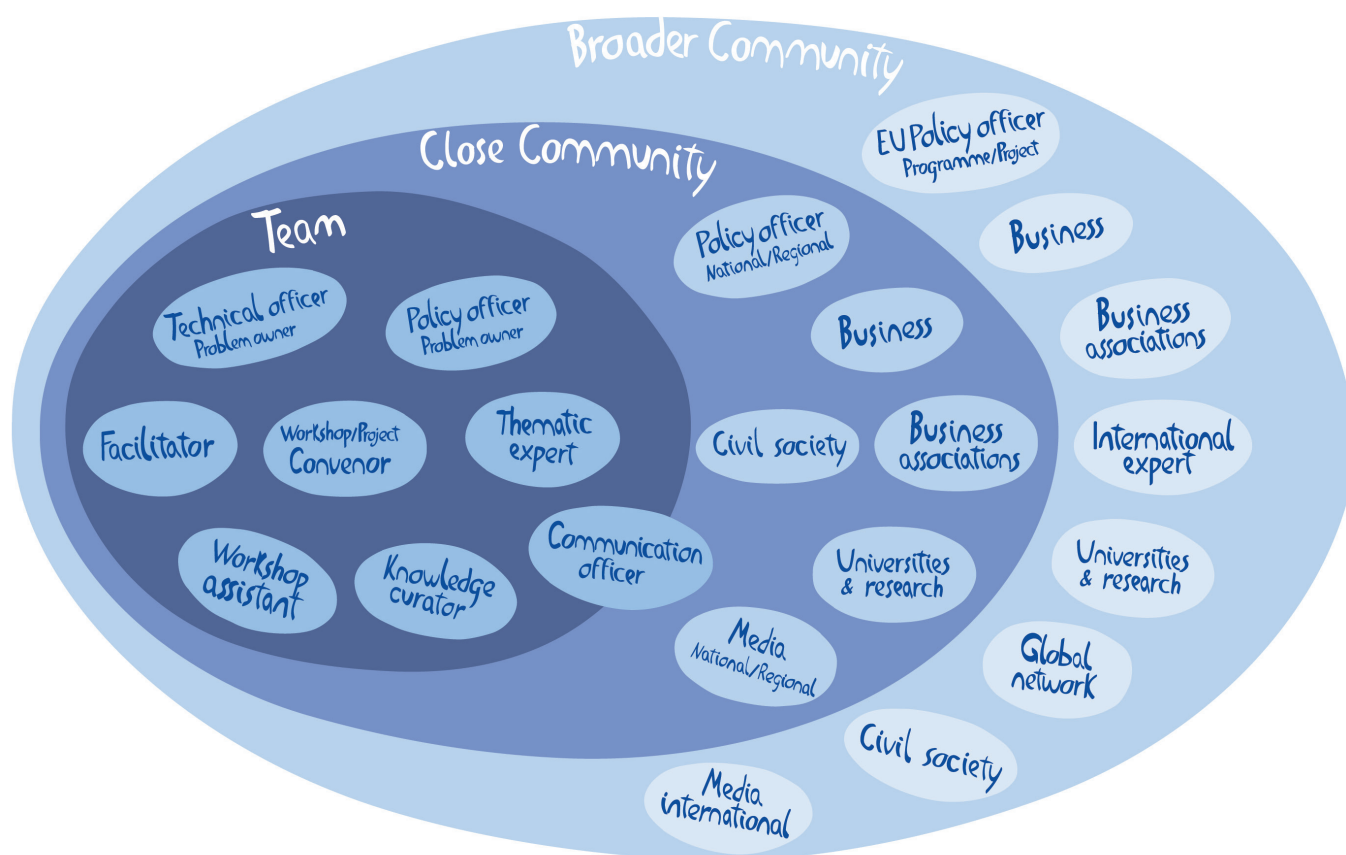 Broader Community
EU Policy officer
Programme/Project
Business
Business
associations
International
expert
Universities
& research
Global
network
Civil society
Media
international
Close Community
Policy officer
National/Regional
Business
Civil society
Business
associations
Universities
& research
Media
National/Regional
Team
Technical officer
Problem owner
Policy officer
Problem owner
Facilitator
Workshop/Project
Convenor
Thematic
expert
Workshop
assistant
Knowledge
curator
Communication
officer